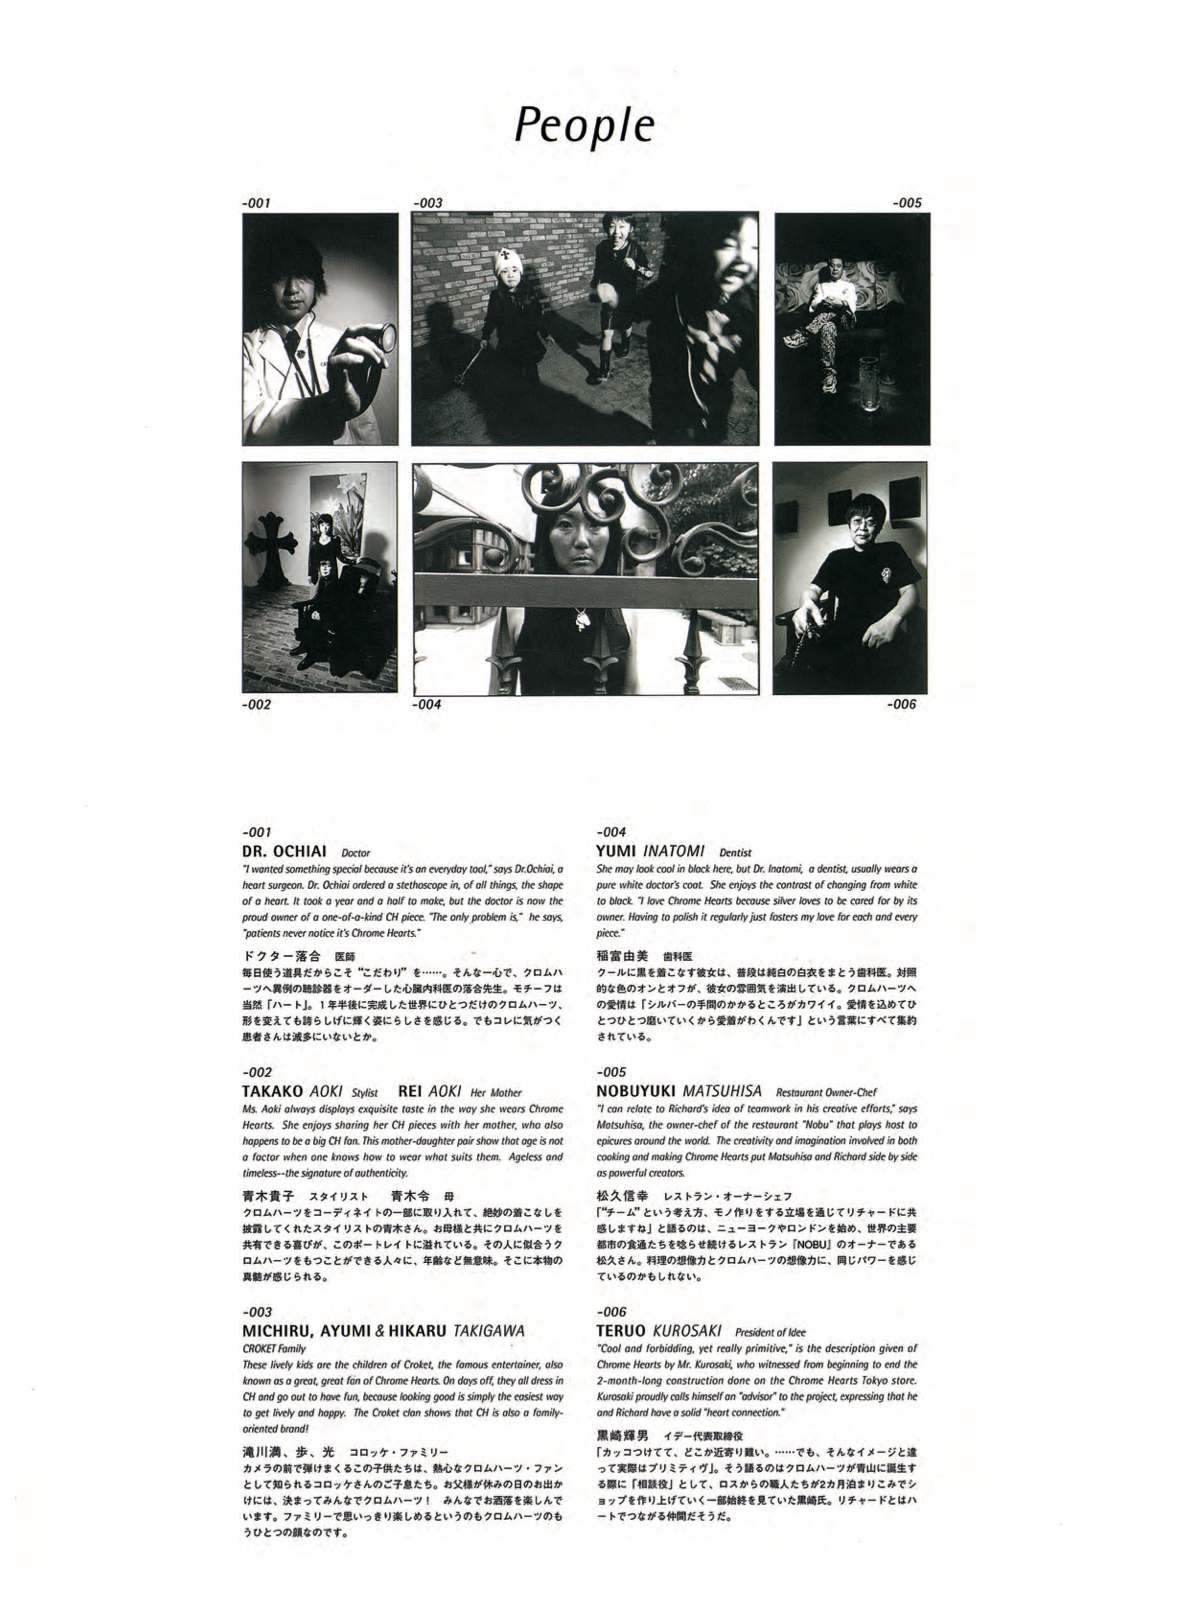 People
-001
-003
-005
-002
-004
-006
-001
DR. OCHIAI Doctor
"I wanted something special because it's an everyday tool," says Dr.Ochiai, a
heart surgeon. Dr. Ochiai ordered a stethoscope in, of all things, the shape
of a heart. It took a year and a half to make, but the doctor is now the
proud owner of a one-of-a-kind CH piece. "The only problem is," he says,
"patients never notice it's Chrome Hearts."
ドクター落合 医師
毎日使う道具だからこそ“こだわり”を……。そんな一心で、クロムハ
ーツへ異例の聴診器をオーダーした心臓内科医の落合先生。モチーフは
当然「ハート」。1年半後に完成した世界にひとつだけのクロムハーツ、
形を変えても誇らしげに輝く姿にらしさを感じる。でもコレに気がつく
患者さんは滅多にいないとか。
-002
TAKAKO AOKI Stylist REI AOKI Her Mother
Ms. Aoki always displays exquisite taste in the way she wears Chrome
Hearts. She enjoys sharing her CH pieces with her mother, who also
happens to be a big CH fan. This mother-daughter pair show that age is not
a factor when one knows how to wear what suits them. Ageless and
timeless--the signature of authenticity.
青木貴子 スタイリスト 青木令 母
クロムハーツをコーディネイトの一部に取り入れて、絶妙の着こなしを
披露してくれたスタイリストの青木さん。お母様と共にクロムハーツを
共有できる喜びが、このポートレイトに溢れている。その人に似合うク
ロムハーツをもつことができる人々に、年齢など無意味。そこに本物の
真髄が感じられる。
-003
MICHIRU, AYUMI & HIKARU TAKIGAWA
CROKET Family
These lively kids are the children of Croket, the famous entertainer, also
known as a great, great fan of Chrome Hearts. On days off, they all dress in
CH and go out to have fun, because looking good is simply the easiest way
to get lively and happy. The Croket clan shows that CH is also a family-
oriented brand!
滝川満、歩、光 コロッケ・ファミリー
カメラの前で弾けまくるこの子供たちは、熱心なクロムハーツ・ファン
として知られるコロッケさんのご子息たち。お父様が休みの日のお出か
けには、決まってみんなでクロムハーツ！ みんなでお洒落を楽しんで
います。ファミリーで思いっきり楽しめるというのもクロムハーツのも
うひとつの顔なのです。
-004
YUMI INATOMI Dentist
She may look cool in black here, but Dr. Inatomi, a dentist, usually wears a
pure white doctor's coat. She enjoys the contrast of changing from white
to black. "I love Chrome Hearts because silver loves to be cared for by its
owner. Having to polish it regularly just fosters my love for each and every
piece."
稲富由美 歯科医
クールに黒を着こなす彼女は、普段は純白の白衣をまとう歯科医。対照
的な色のオンとオフが、彼女の雰囲気を演出している。クロムハーツへ
の愛情は「シルバーの手間のかかるところがカワイイ。愛情を込めてひ
とつひとつ磨いていくから愛着がわくんです」という言葉にすべて集約
されている。
-005
NOBUYUKI MATSUHISA Restaurant Owner-Chef
"I can relate to Richard's idea of teamwork in his creative efforts," says
Matsuhisa, the owner-chef of the restaurant "Nobu" that plays host to
epicures around the world. The creativity and imagination involved in both
cooking and making Chrome Hearts put Matsuhisa and Richard side by side
as powerful creators.
松久信幸 レストラン・オーナーシェフ
「“チーム”という考え方、モノ作りをする立場を通じてリチャードに共
感しますね」と語るのは、ニューヨークやロンドンを始め、世界の主要
都市の食通たちを唸らせ続けるレストラン『NOBU』のオーナーである
松久さん。料理の想像力とクロムハーツの想像力に、同じパワーを感じ
ているのかもしれない。
-006
TERUO KUROSAKI President of Idee
"Cool and forbidding, yet really primitive," is the description given of
Chrome Hearts by Mr. Kurosaki, who witnessed from beginning to end the
2-month-long construction done on the Chrome Hearts Tokyo store.
Kurosaki proudly calls himself an "advisor" to the project, expressing that he
and Richard have a solid "heart connection."
黒崎輝男 イデー代表取締役
「カッコつけてて、どこか近寄り難い。……でも、そんなイメージと違
って実際はプリミティヴ」。そう語るのはクロムハーツが青山に誕生す
る際に「相談役」として、ロスからの職人たちが2カ月泊まりこみでシ
ョップを作り上げていく一部始終を見ていた黒崎氏。リチャードとはハ
ートでつながる仲間だそうだ。